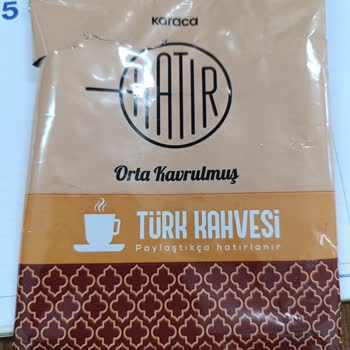 5
karaca
HATIR
Orta Kavrulmuş
TÜRK KAHVESİ
Paylaştıkça hatırlanır